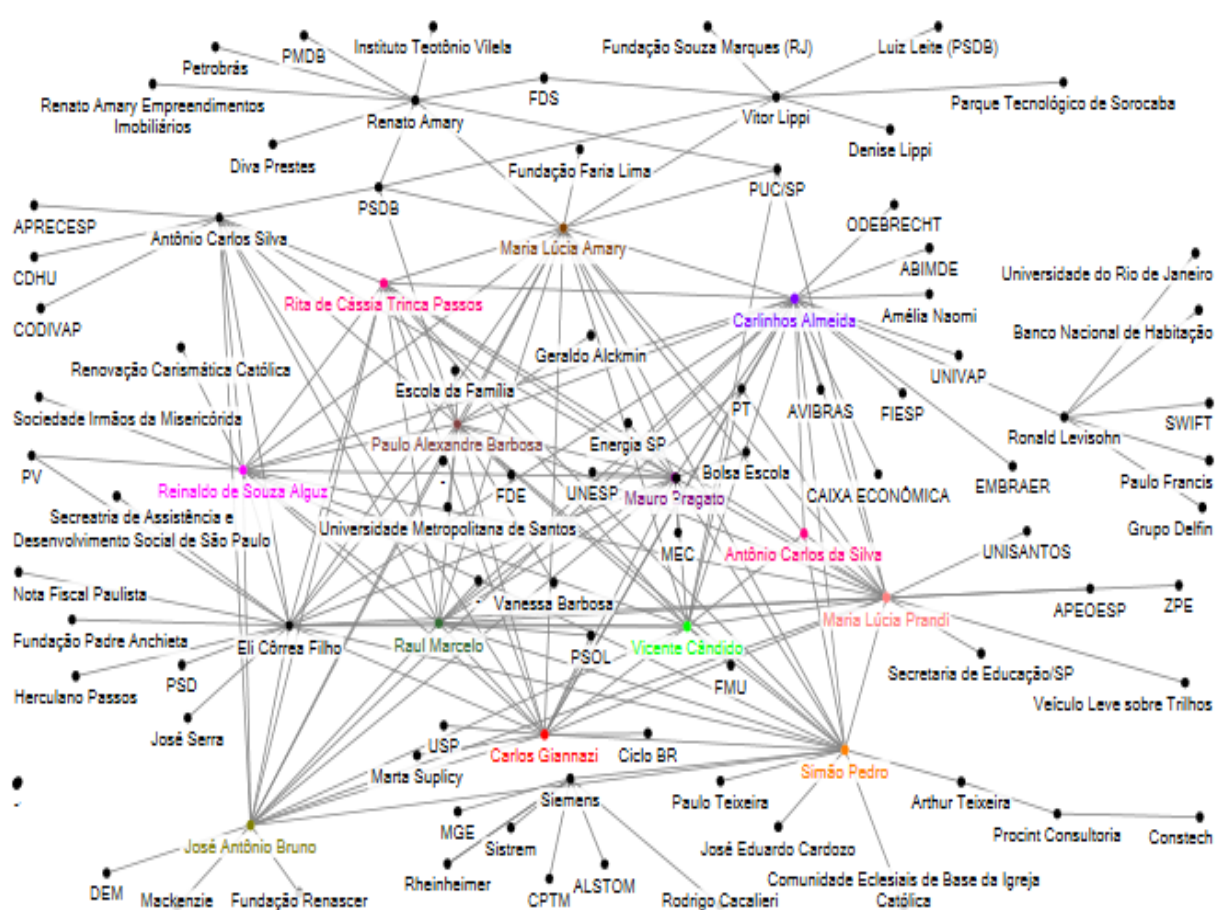 Instituto Teotônio Vilela
Fundação Souza Marques (RJ)
Luiz Leite (PSDB)
PMDB
Petrobrás
Renato Amary Empreendimentos
Imobiliários
FDS
Parque Tecnológico de Sorocaba
Renato Amary
Vitor Lippi
Denise Lippi
Diva Prestes
Fundação Faria Lima
PUC/SP
PSDB
APRECESP
Antônio Carlos Silva
Maria Lúcia Amary
ODEBRECHT
CDHU
ABIMDE
Universidade do Rio de Janeiro
Rita de Cássia Trinca Passos
CODIVAP
Carlinhos Almeida
Amélia Naomi
Banco Nacional de Habitação
Geraldo Alckmin
Renovação Carismática Católica
UNIVAP
Escola da Família
Sociedade Irmãos da Misericórida
PT
AVIBRAS
FIESP
SWIFT
Paulo Alexandre Barbosa
Energia SP
Ronald Levisohn
PV
Bolsa Escola
Reinaldo de Souza Alguz
-
FDE
UNESP
Mauro Bragato
CAIXA ECONÔMICA
EMBRAER
Paulo Francis
Secreatria de Assistência e
Desenvolvimento Social de São Paulo
Universidade Metropolitana de Santos
Grupo Delfin
MEC
Antônio Carlos da Silva
UNISANTOS
Nota Fiscal Paulista
-
Vanessa Barbosa
APEOESP
ZPE
Maria Lúcia Prandi
Fundação Padre Anchieta
Eli Côrrea Filho
Raul Marcelo
PSOL
Vicente Cândido
Secretaria de Educação/SP
PSD
FMU
Herculano Passos
Veículo Leve sobre Trilhos
José Serra
USP
Carlos Giannazi
Ciclo BR
Marta Suplicy
Simão Pedro
-
Siemens
Paulo Teixeira
Arthur Teixeira
MGE
José Antônio Bruno
Sistrem
José Eduardo Cardozo
Procint Consultoria
Constech
DEM
Rheinheimer
Mackenzie
Fundação Renascer
CPTM
ALSTOM
Rodrigo Cacalieri
Comunidade Eclesiais de Base da Igreja
Católica